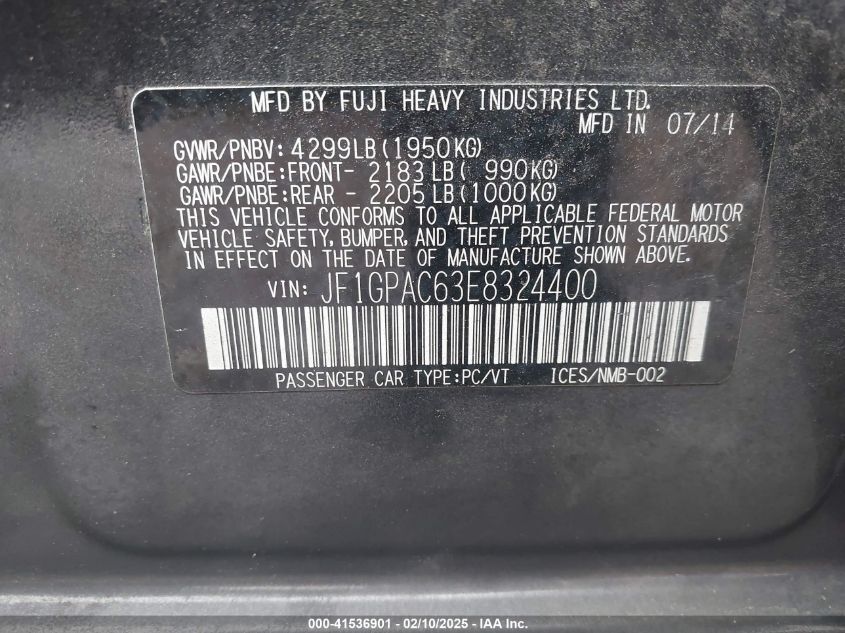 MFD BY FUJI HEAVY INDUSTRIES LTD.
MFD IN 07/14
GVWR/PNBV: 4299LB(1950KG)
GAWR/PNBE:FRONT- 2183LB( 990KG)
GAWR/PNBE:REAR - 2205LB(1000KG)
THIS VEHICLE CONFORMS TO ALL APPLICABLE FEDERAL MOTOR
VEHICLE SAFETY, BUMPER, AND THEFT PREVENTION STANDARDS
IN EFFECT ON THE DATE OF MANUFACTURE SHOWN ABOVE.
VIN: JF1GPAC63E8324400
PASSENGER CAR TYPE:PC/VT ICES/NMB-002
000-41536901 - 02/10/2025 - IAA Inc.